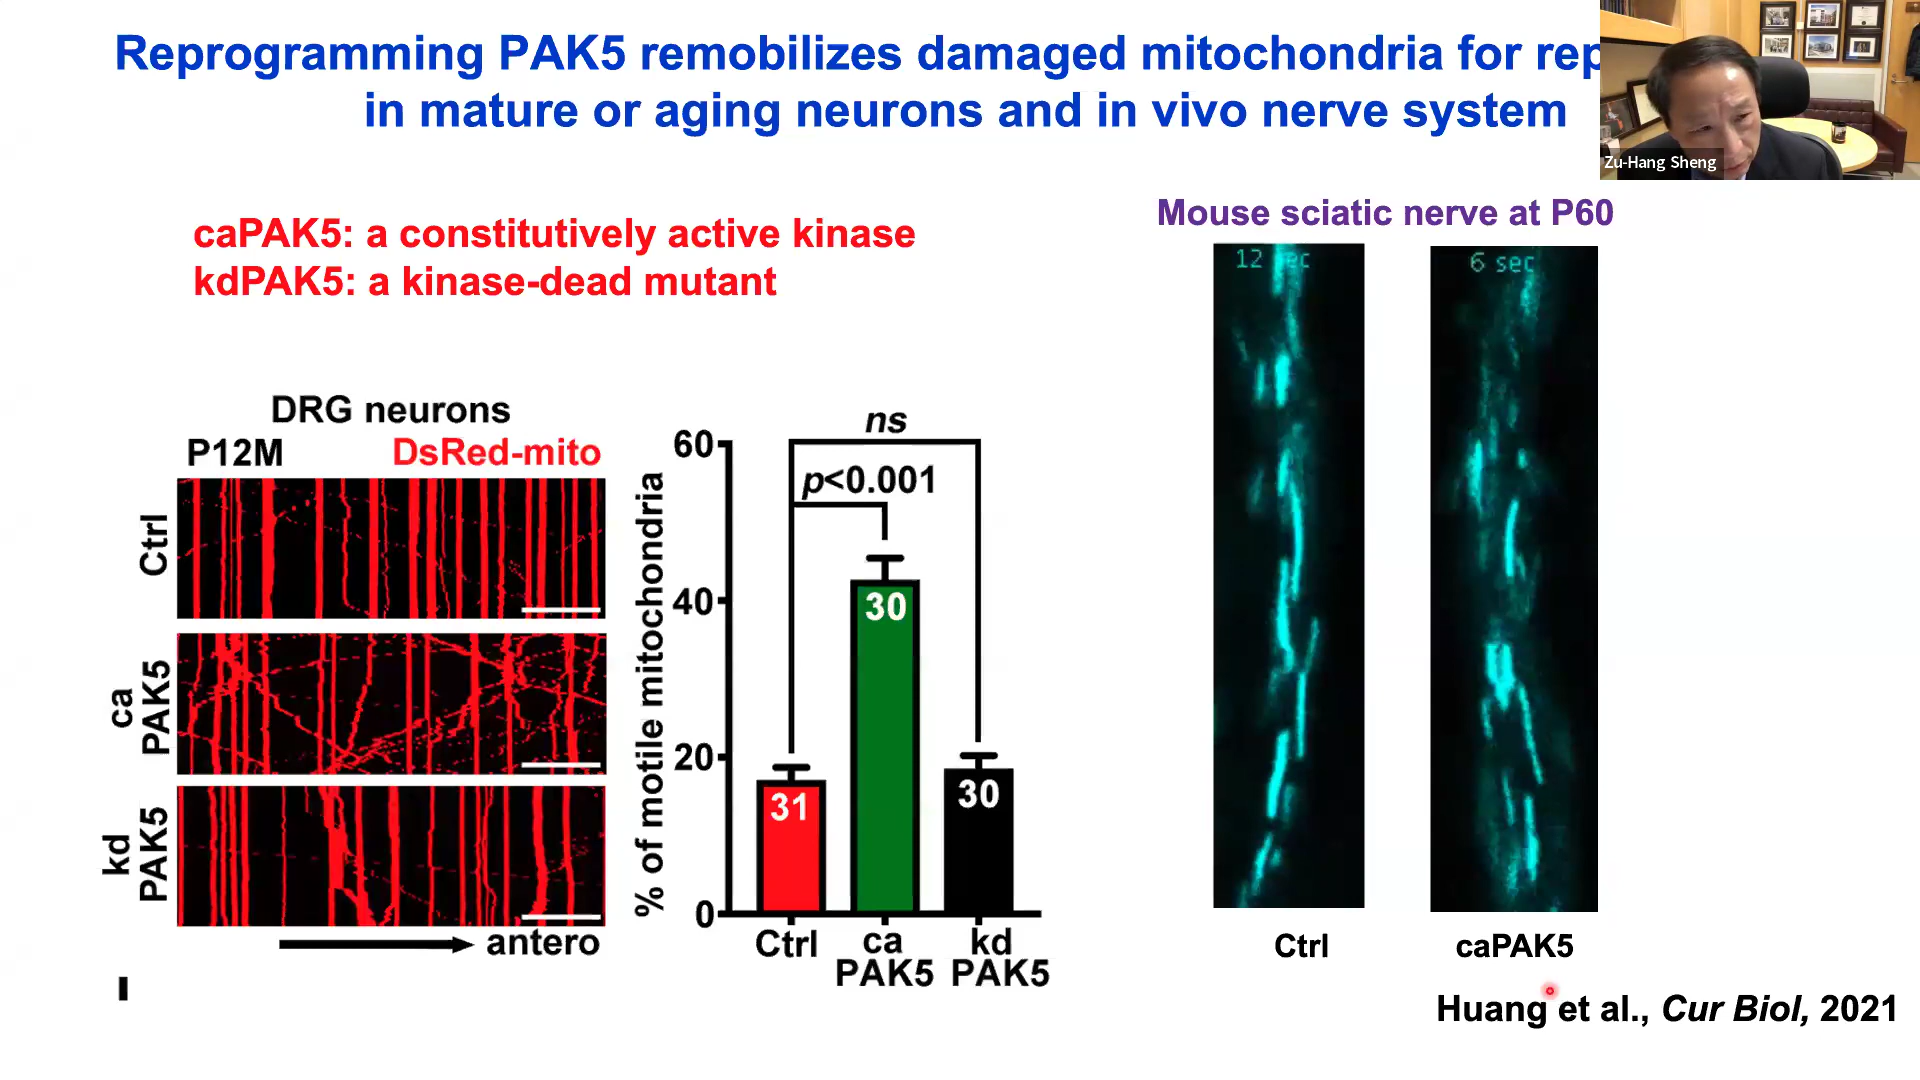 Reprogramming PAK5 remobilizes damaged mitochondria for rep
in mature or aging neurons and in vivo nerve system
Zu-Hang Sheng
caPAK5: a constitutively active kinase
kdPAK5: a kinase-dead mutant
Mouse sciatic nerve at P60
12 sec
6 sec
DRG neurons
P12M DsRed-mito
Ctrl
ca
PAK5
kd
PAK5
antero
% of motile mitochondria
60
40
20
0
ns
p<0.001
31
30
30
Ctrl
ca
PAK5
kd
PAK5
Ctrl
caPAK5
Huang et al., Cur Biol, 2021